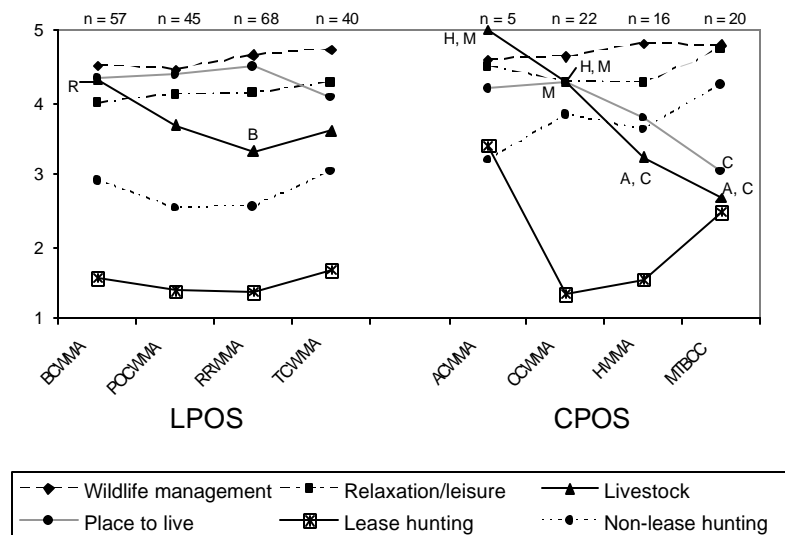 n = 57 n = 45 n = 68 n = 40 n = 5 n = 22 n = 16 n = 20
5
H, M
H, M
R
M
4
B
A, C
C
A, C
3
2
1
BCWMA POCWMA RRWMA TCWMA ACWMA CCWMA HWMA MTBCC
LPOS CPOS
Wildlife management Relaxation/leisure Livestock
Place to live Lease hunting Non-lease hunting